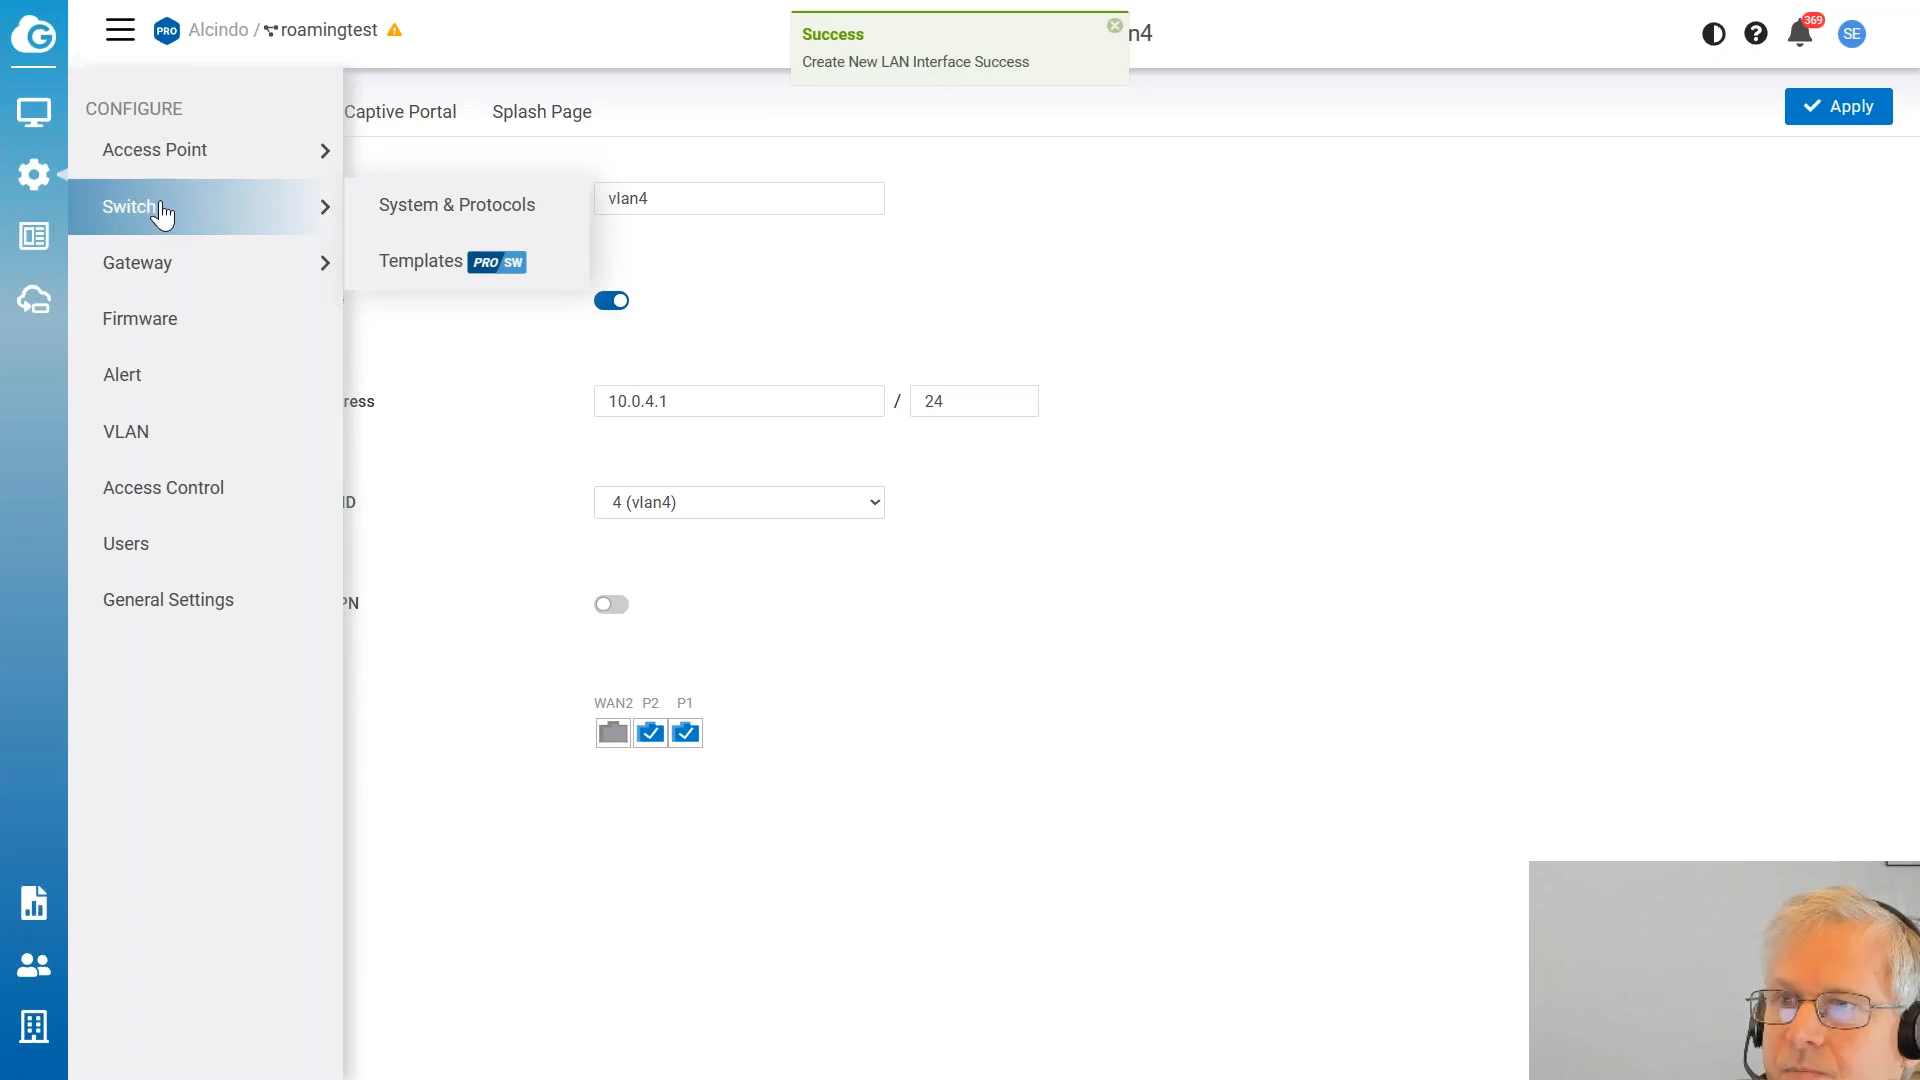 PRO Alcindo / roamingtest
Success
Create New LAN Interface Success
n4
369
SE
CONFIGURE
Access Point
Switch
Gateway
Firmware
Alert
VLAN
Access Control
Users
General Settings
System & Protocols
Templates PRO SW
Captive Portal
Splash Page
Apply
vlan4
ress
10.0.4.1 / 24
ID
4 (vlan4)
PN
WAN2 P2 P1